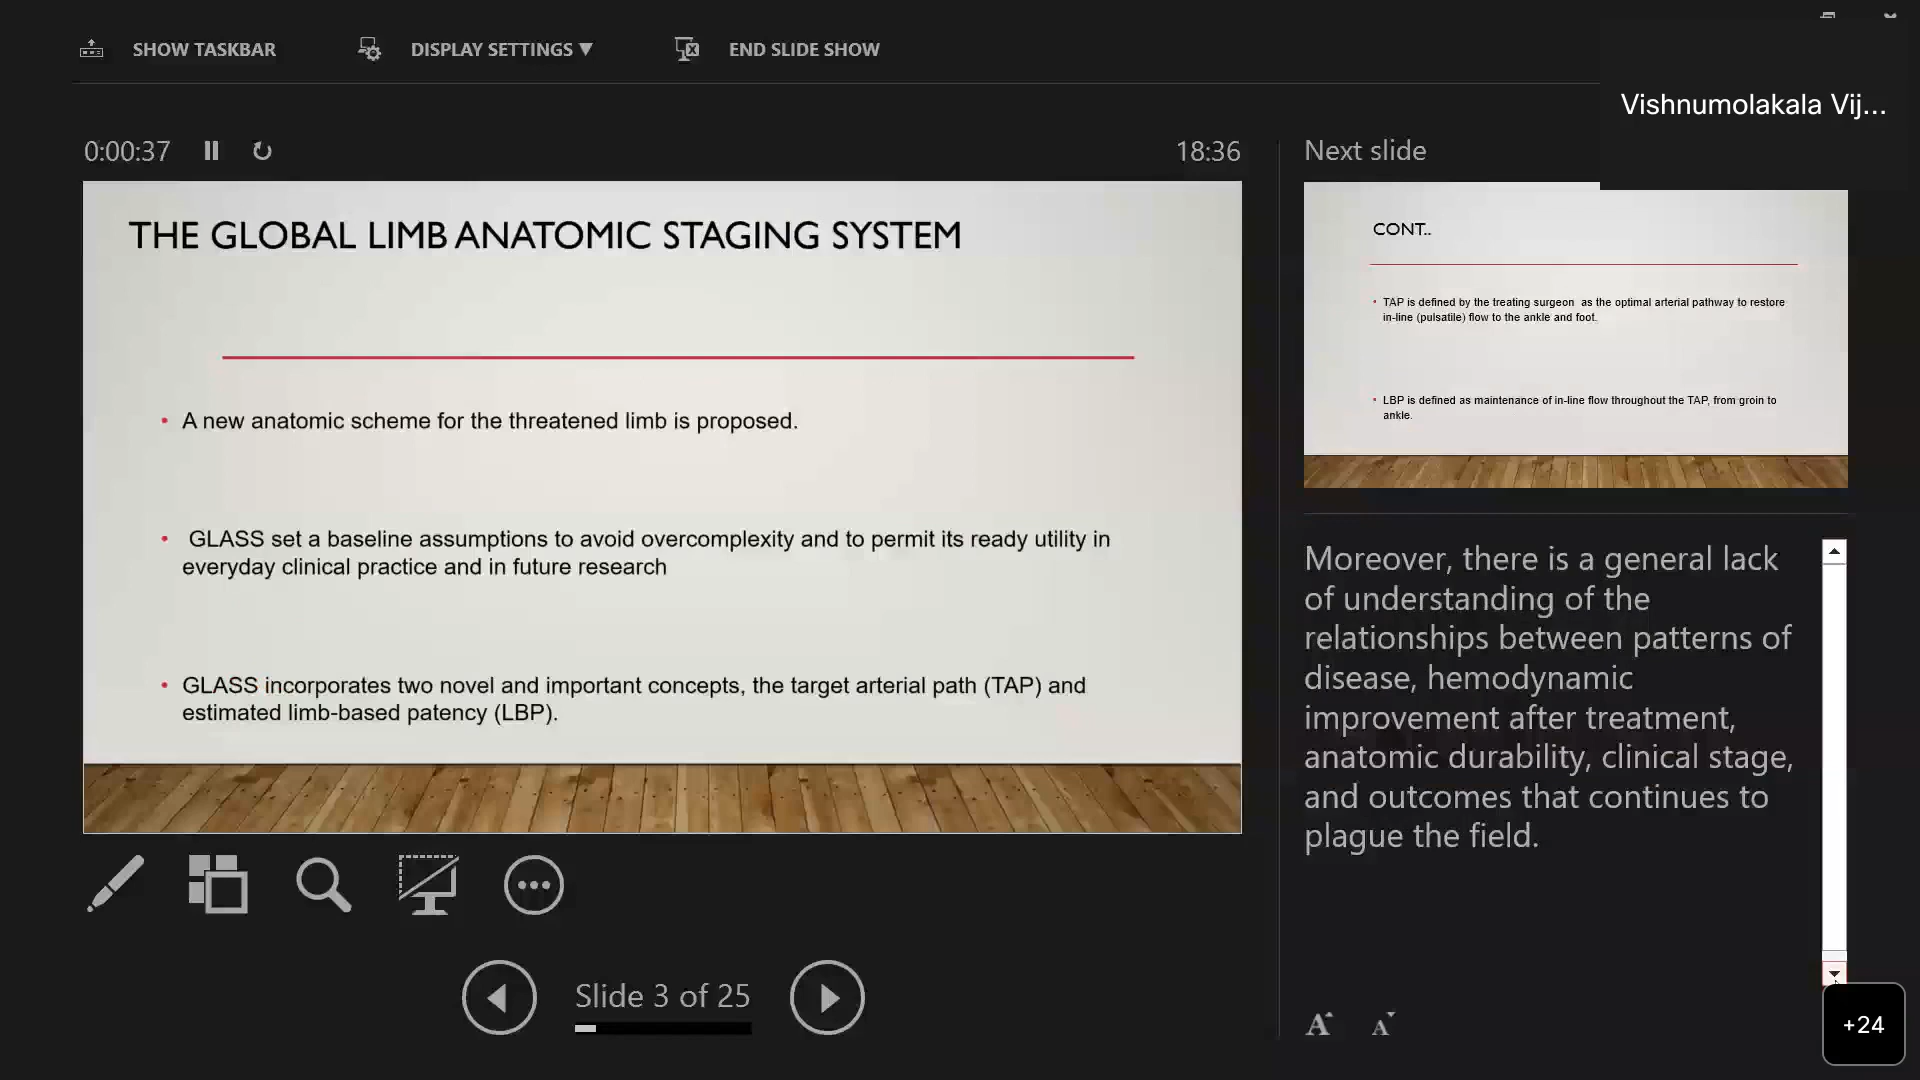 SHOW TASKBAR
DISPLAY SETTINGS ▼
END SLIDE SHOW
Vishnumolakala Vij...
0:00:37
18:36
THE GLOBAL LIMB ANATOMIC STAGING SYSTEM
• A new anatomic scheme for the threatened limb is proposed.
• GLASS set a baseline assumptions to avoid overcomplexity and to permit its ready utility in
everyday clinical practice and in future research
• GLASS incorporates two novel and important concepts, the target arterial path (TAP) and
estimated limb-based patency (LBP).
Slide 3 of 25
Next slide
CONT..
• TAP is defined by the treating surgeon as the optimal arterial pathway to restore
in-line (pulsatile) flow to the ankle and foot.
• LBP is defined as maintenance of in-line flow throughout the TAP, from groin to
ankle.
Moreover, there is a general lack
of understanding of the
relationships between patterns of
disease, hemodynamic
improvement after treatment,
anatomic durability, clinical stage,
and outcomes that continues to
plague the field.
A A
+24